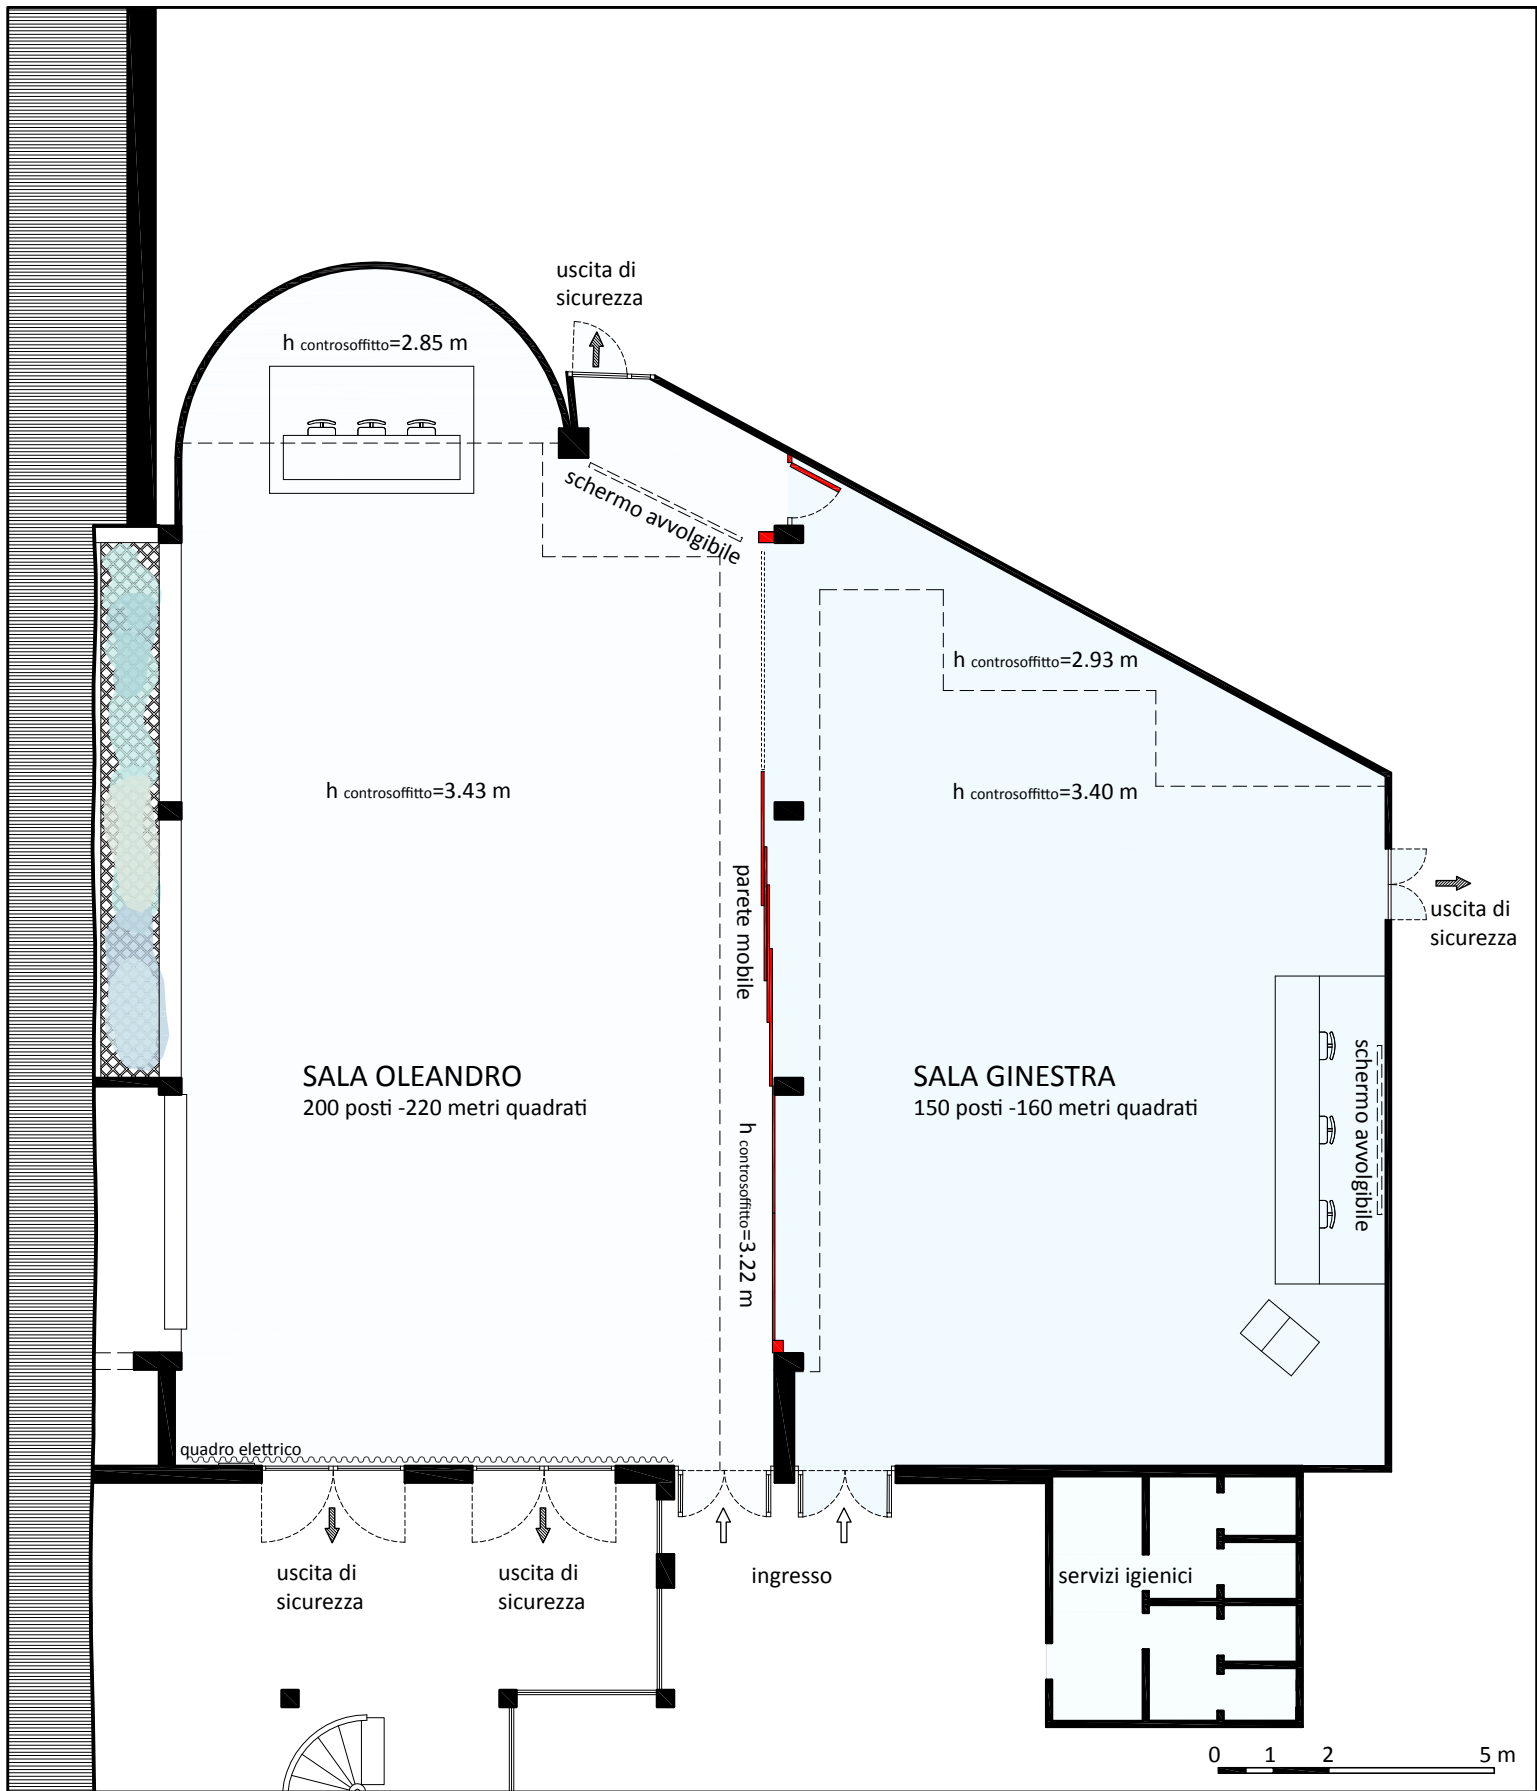 uscita di
sicurezza
h controsoffitto=2.85 m
schermo avvolgibile
h controsoffitto=2.93 m
h controsoffitto=3.43 m
h controsoffitto=3.40 m
parete mobile
uscita di
sicurezza
SALA OLEANDRO
200 posti -220 metri quadrati
SALA GINESTRA
150 posti -160 metri quadrati
schermo avvolgibile
h controsoffitto=3.22 m
quadro elettrico
uscita di
sicurezza
uscita di
sicurezza
ingresso
servizi igienici
0 1 2 5 m